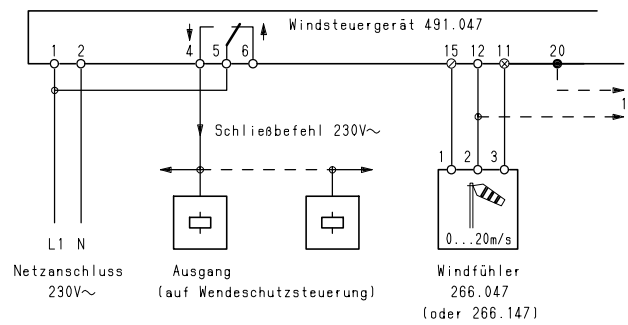 Windsteuergerät 491.047
1 2 4 5 6 15 12 11 20
1
Schließbefehl 230V~
1 2 3
0...20m/s
L1 N
Netzanschluss
230V~
Ausgang
(auf Wendeschutzsteuerung)
Windfühler
266.047
(oder 266.147)